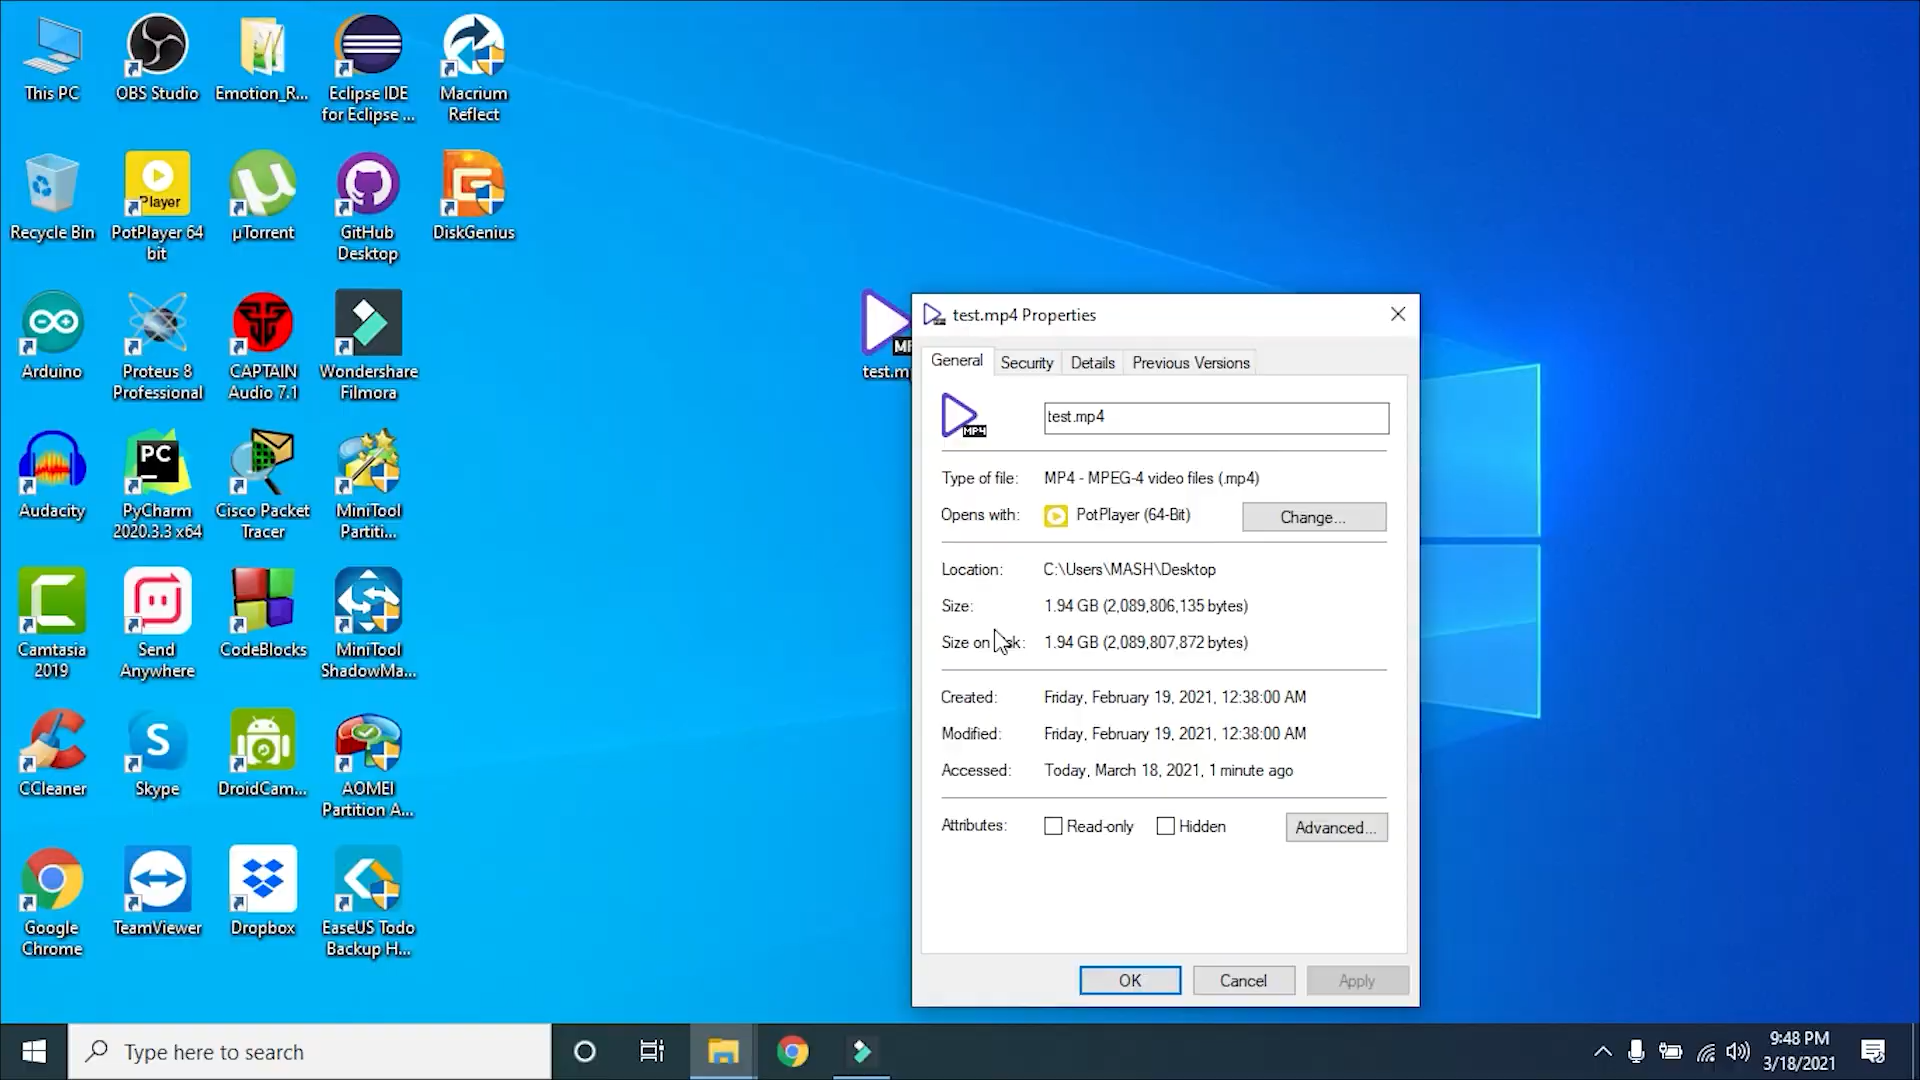 This PC
OBS Studio
Emotion_R...
Eclipse IDE
for Eclipse ...
Macrium
Reflect
Recycle Bin
Player
PotPlayer 64
bit
µTorrent
GitHub
Desktop
DiskGenius
Arduino
Proteus 8
Professional
CAPTAIN
Audio 7.1
Wondershare
Filmora
Audacity
PC
PyCharm
2020.3.3 x64
Cisco Packet
Tracer
MiniTool
Partiti...
Camtasia
2019
Send
Anywhere
CodeBlocks
MiniTool
ShadowMa...
CCleaner
S
Skype
DroidCam...
AOMEI
Partition A...
Google
Chrome
TeamViewer
Dropbox
EaseUS Todo
Backup H...
test.mp4 Properties
General
Security
Details
Previous Versions
MP4
test.mp4
Type of file:
MP4 - MPEG-4 video files (.mp4)
Opens with:
PotPlayer (64-Bit)
Change...
Location:
C:\Users\MASH\Desktop
Size:
1.94 GB (2,089,806,135 bytes)
Size on
1.94 GB (2,089,807,872 bytes)
Created:
Friday, February 19, 2021, 12:38:00 AM
Modified:
Friday, February 19, 2021, 12:38:00 AM
Accessed:
Today, March 18, 2021, 1 minute ago
Attributes:
Read-only
Hidden
Advanced...
OK
Cancel
Apply
Type here to search
9:48 PM
3/18/2021